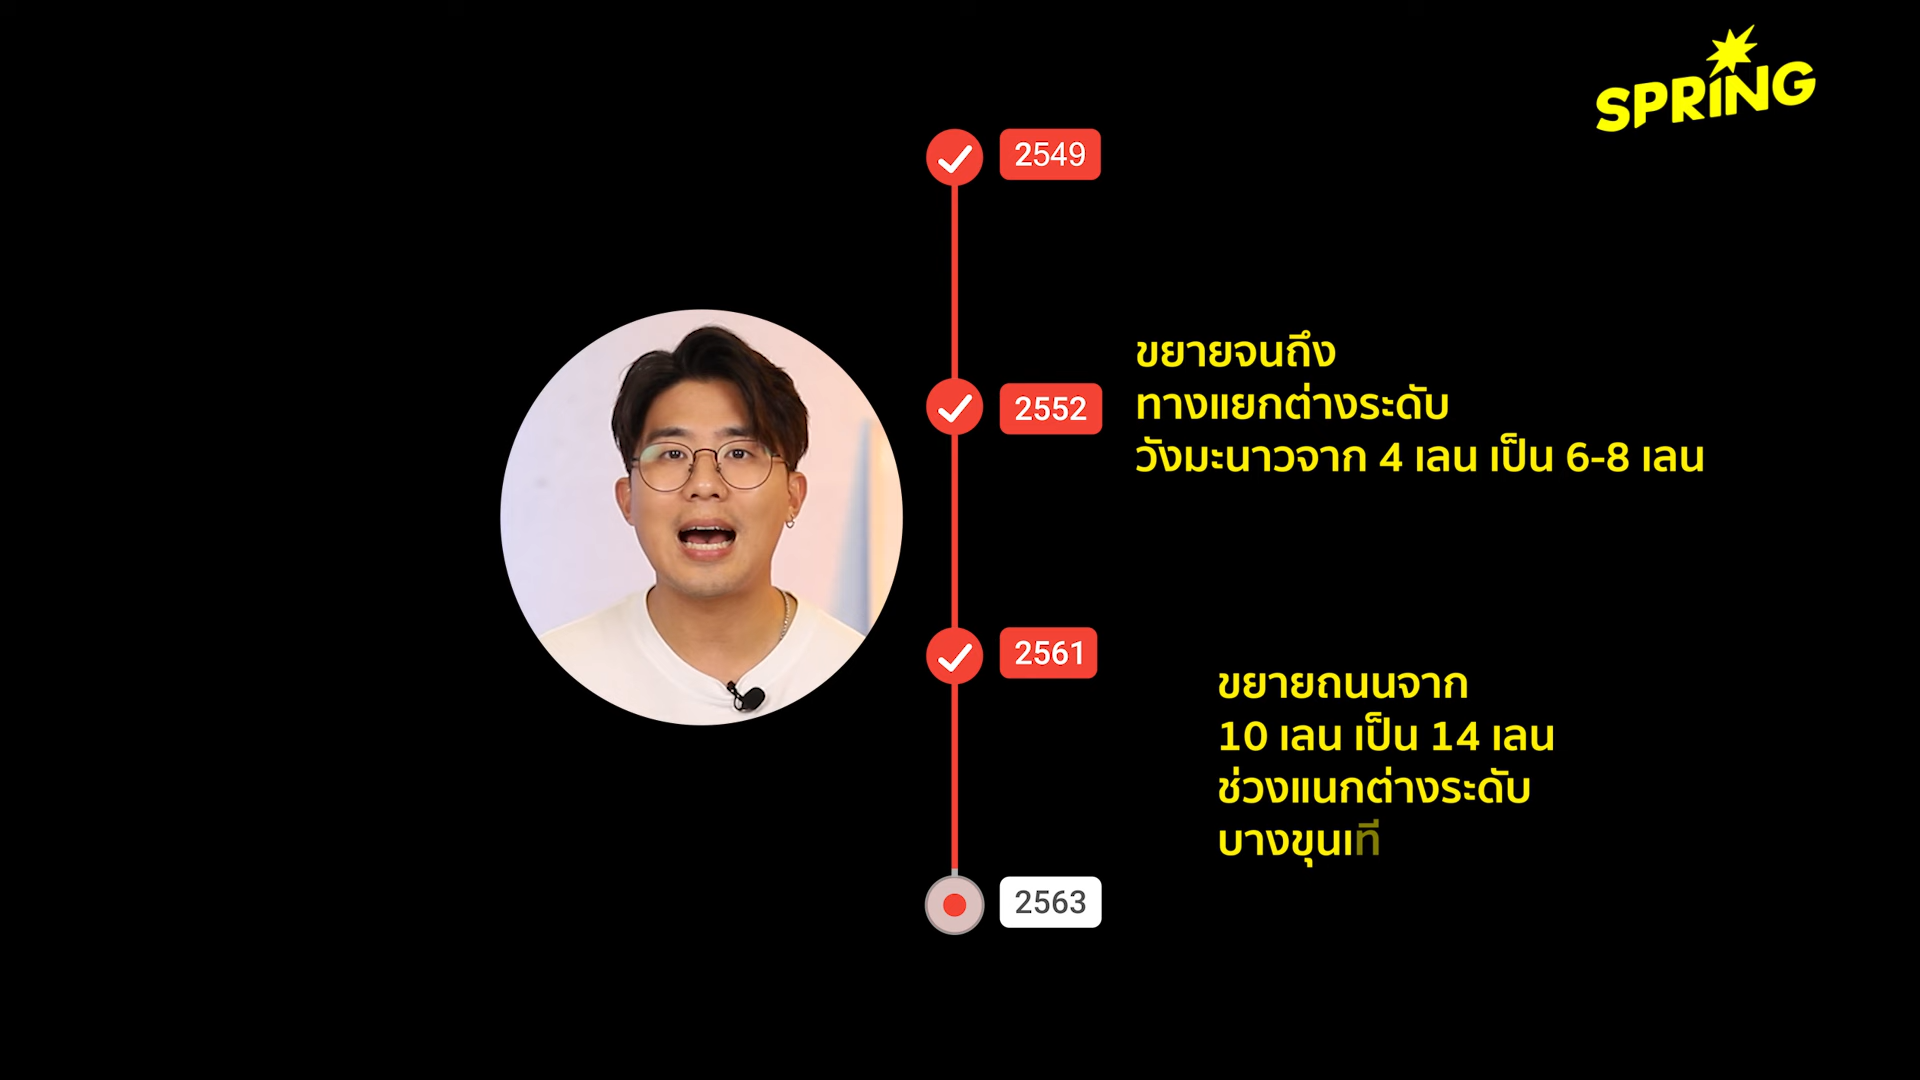 SPRING
2549
2552
ขยายจนถึง
ทางแยกต่างระดับ
วังมะนาวจาก 4 เลน เป็น 6-8 เลน
2561
ขยายถนนจาก
10 เลน เป็น 14 เลน
ช่วงแนกต่างระดับ
บางขุนเที
2563